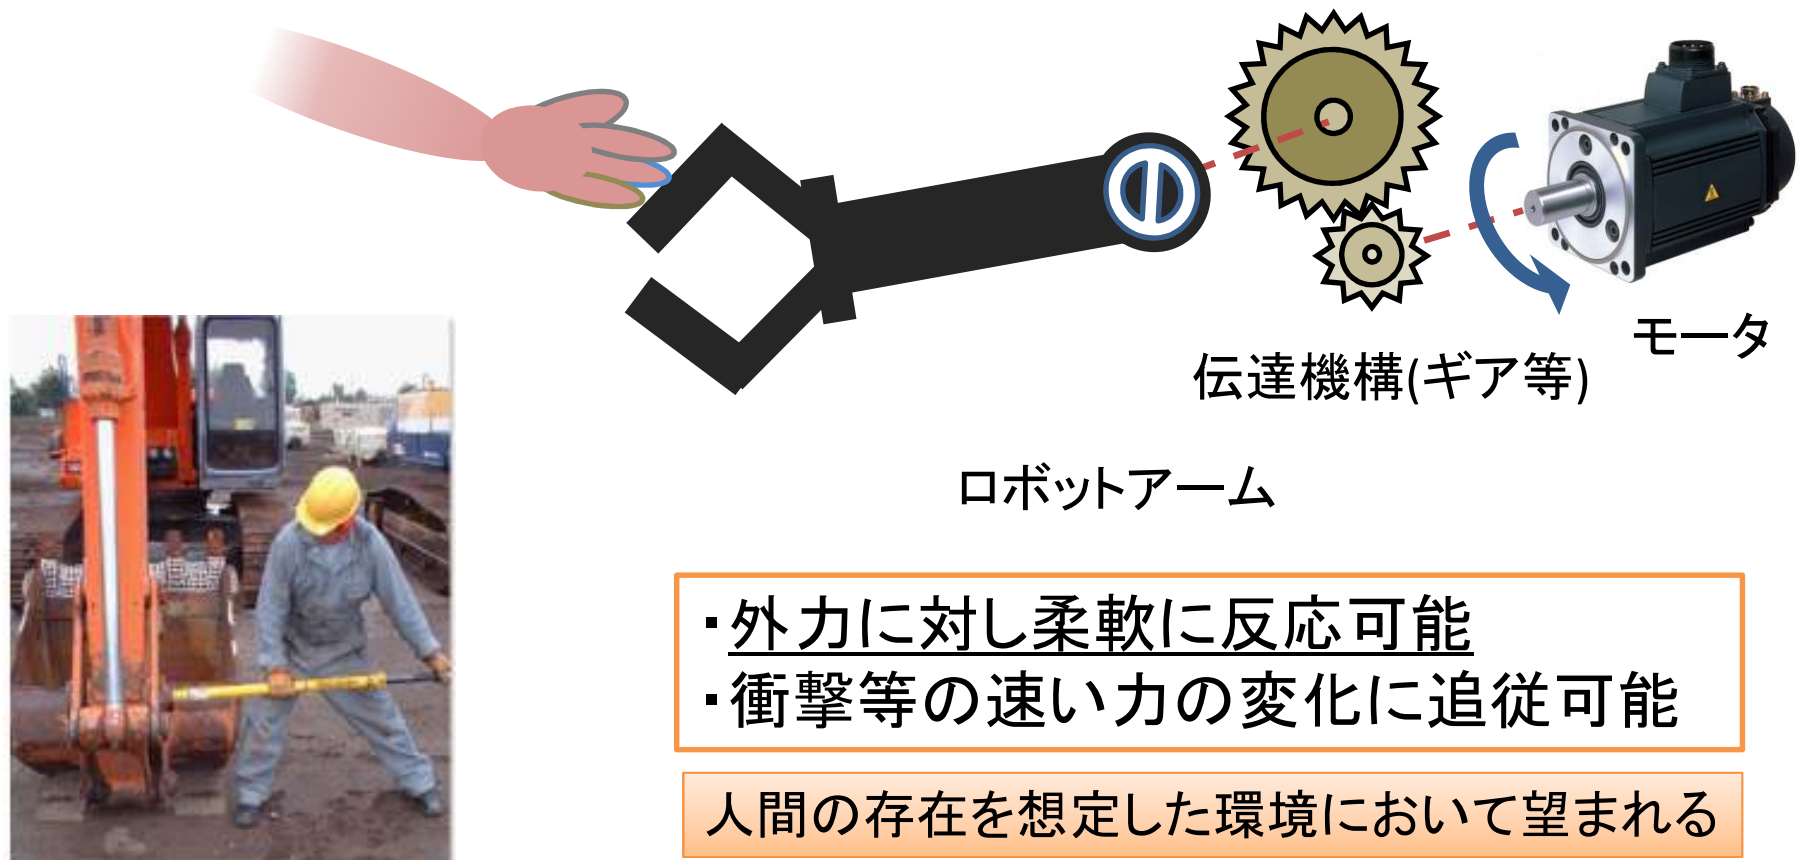 モータ
伝達機構(ギア等)
ロボットアーム
・外力に対し柔軟に反応可能
・衝撃等の速い力の変化に追従可能
人間の存在を想定した環境において望まれる